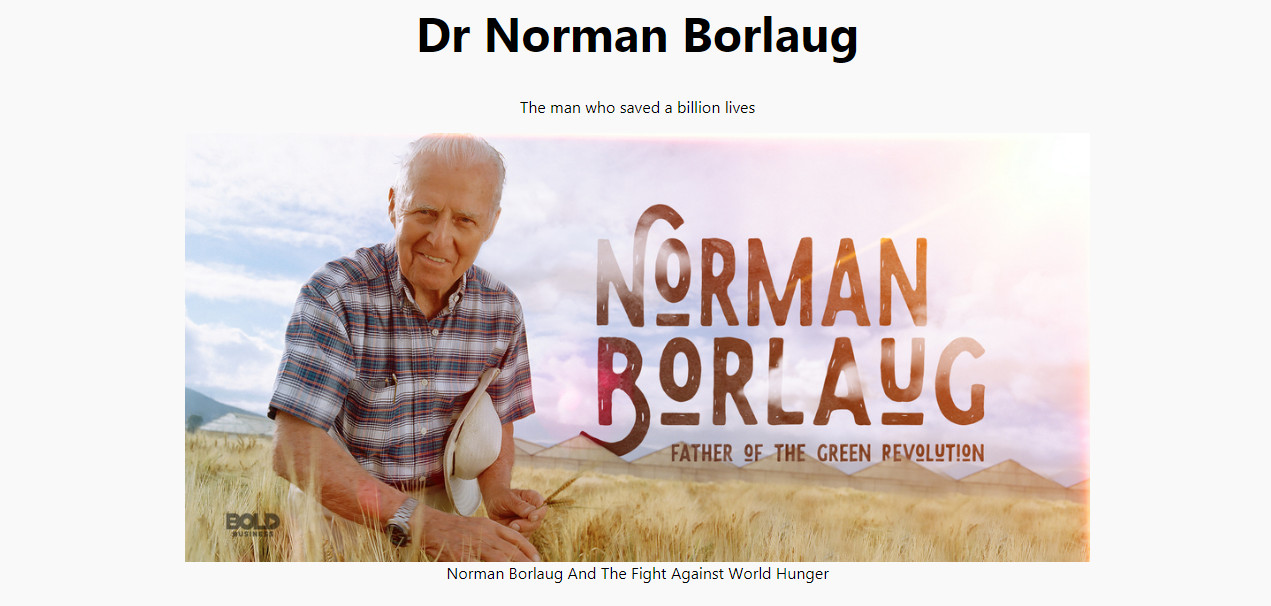 Dr Norman Borlaug
The man who saved a billion lives
NORMAN
BORLAUG
FATHER OF THE GREEN REVOLUTION
BOLD
BUSINESS
Norman Borlaug And The Fight Against World Hunger